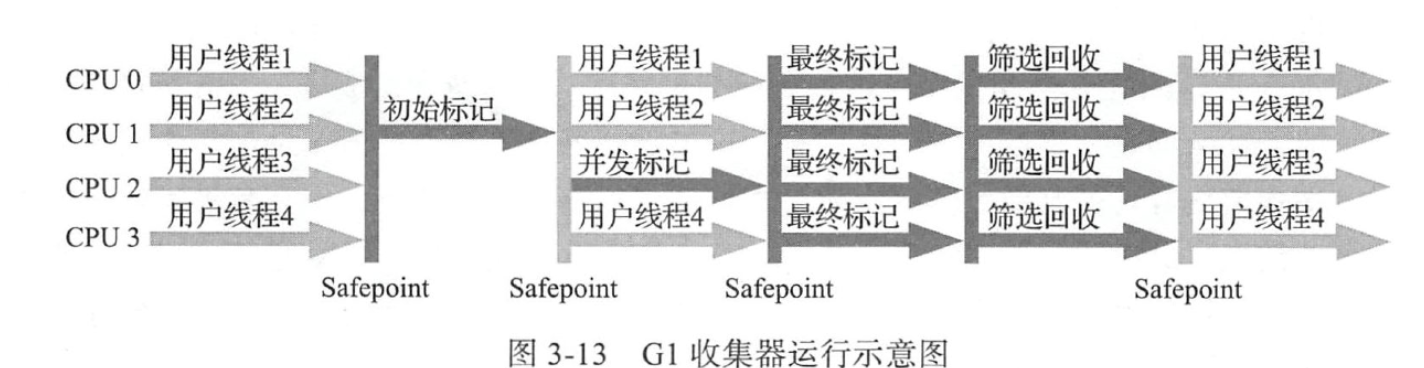 用户线程1 用户线程1 最终标记 筛选回收 用户线程1
CPU 0
用户线程2 初始标记 用户线程2 最终标记 筛选回收 用户线程2
CPU 1
用户线程3 并发标记 最终标记 筛选回收 用户线程3
CPU 2
用户线程4 用户线程4 最终标记 筛选回收 用户线程4
CPU 3
Safepoint Safepoint Safepoint Safepoint
图 3-13 G1 收集器运行示意图